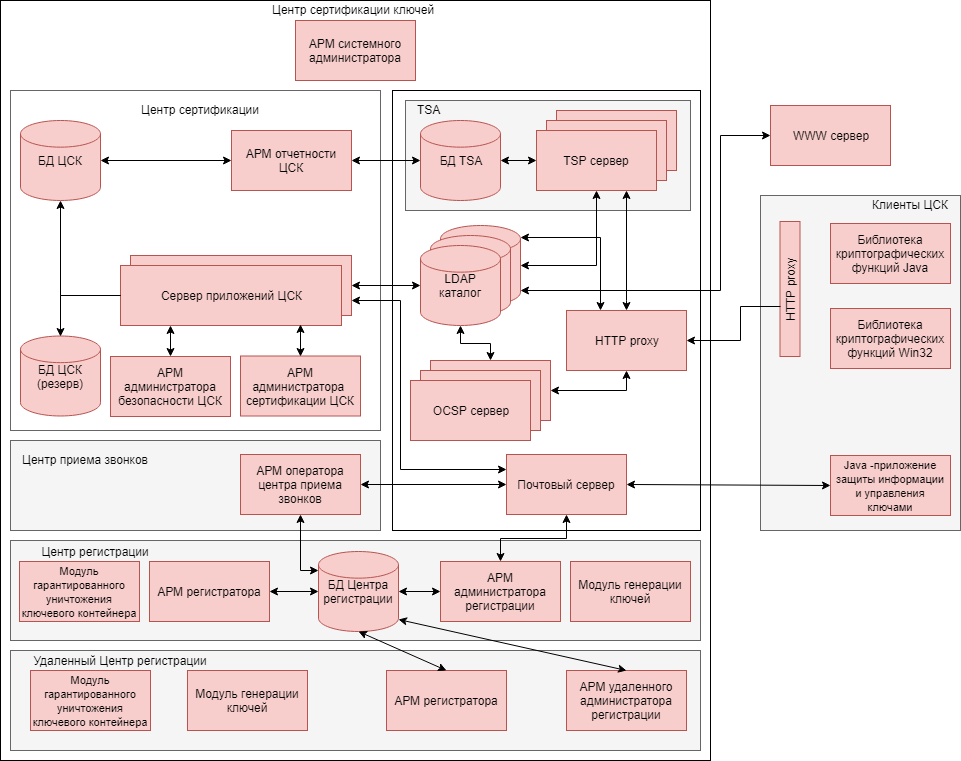 Центр сертификации ключей
АРМ системного
администратора
Центр сертификации
БД ЦСК
АРМ отчетности
ЦСК
TSA
БД TSA
TSP сервер
WWW сервер
Клиенты ЦСК
HTTP proxy
Библиотека
криптографических
функций Java
Библиотека
криптографических
функций Win32
Java -приложение
защиты информации
и управления
ключами
Сервер приложений ЦСК
LDAP
каталог
HTTP proxy
БД ЦСК
(резерв)
АРМ
администратора
безопасности ЦСК
АРМ
администратора
сертификации ЦСК
OCSP сервер
Центр приема звонков
АРМ оператора
центра приема
звонков
Почтовый сервер
Центр регистрации
Модуль
гарантированного
уничтожения
ключевого контейнера
АРМ регистратора
БД Центра
регистрации
АРМ
администратора
регистрации
Модуль генерации
ключей
Удаленный Центр регистрации
Модуль
гарантированного
уничтожения
ключевого контейнера
Модуль генерации
ключей
АРМ регистратора
АРМ удаленного
администратора
регистрации